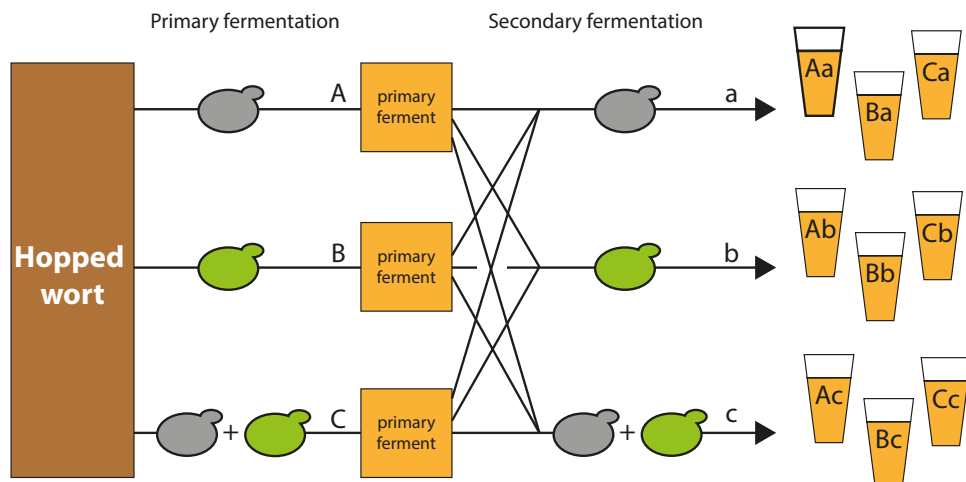 Primary fermentation
Secondary fermentation
Hopped
wort
A
primary
ferment
a
Aa
Ba
Ca
B
primary
ferment
b
Ab
Bb
Cb
+
C
primary
ferment
+
c
Ac
Bc
Cc